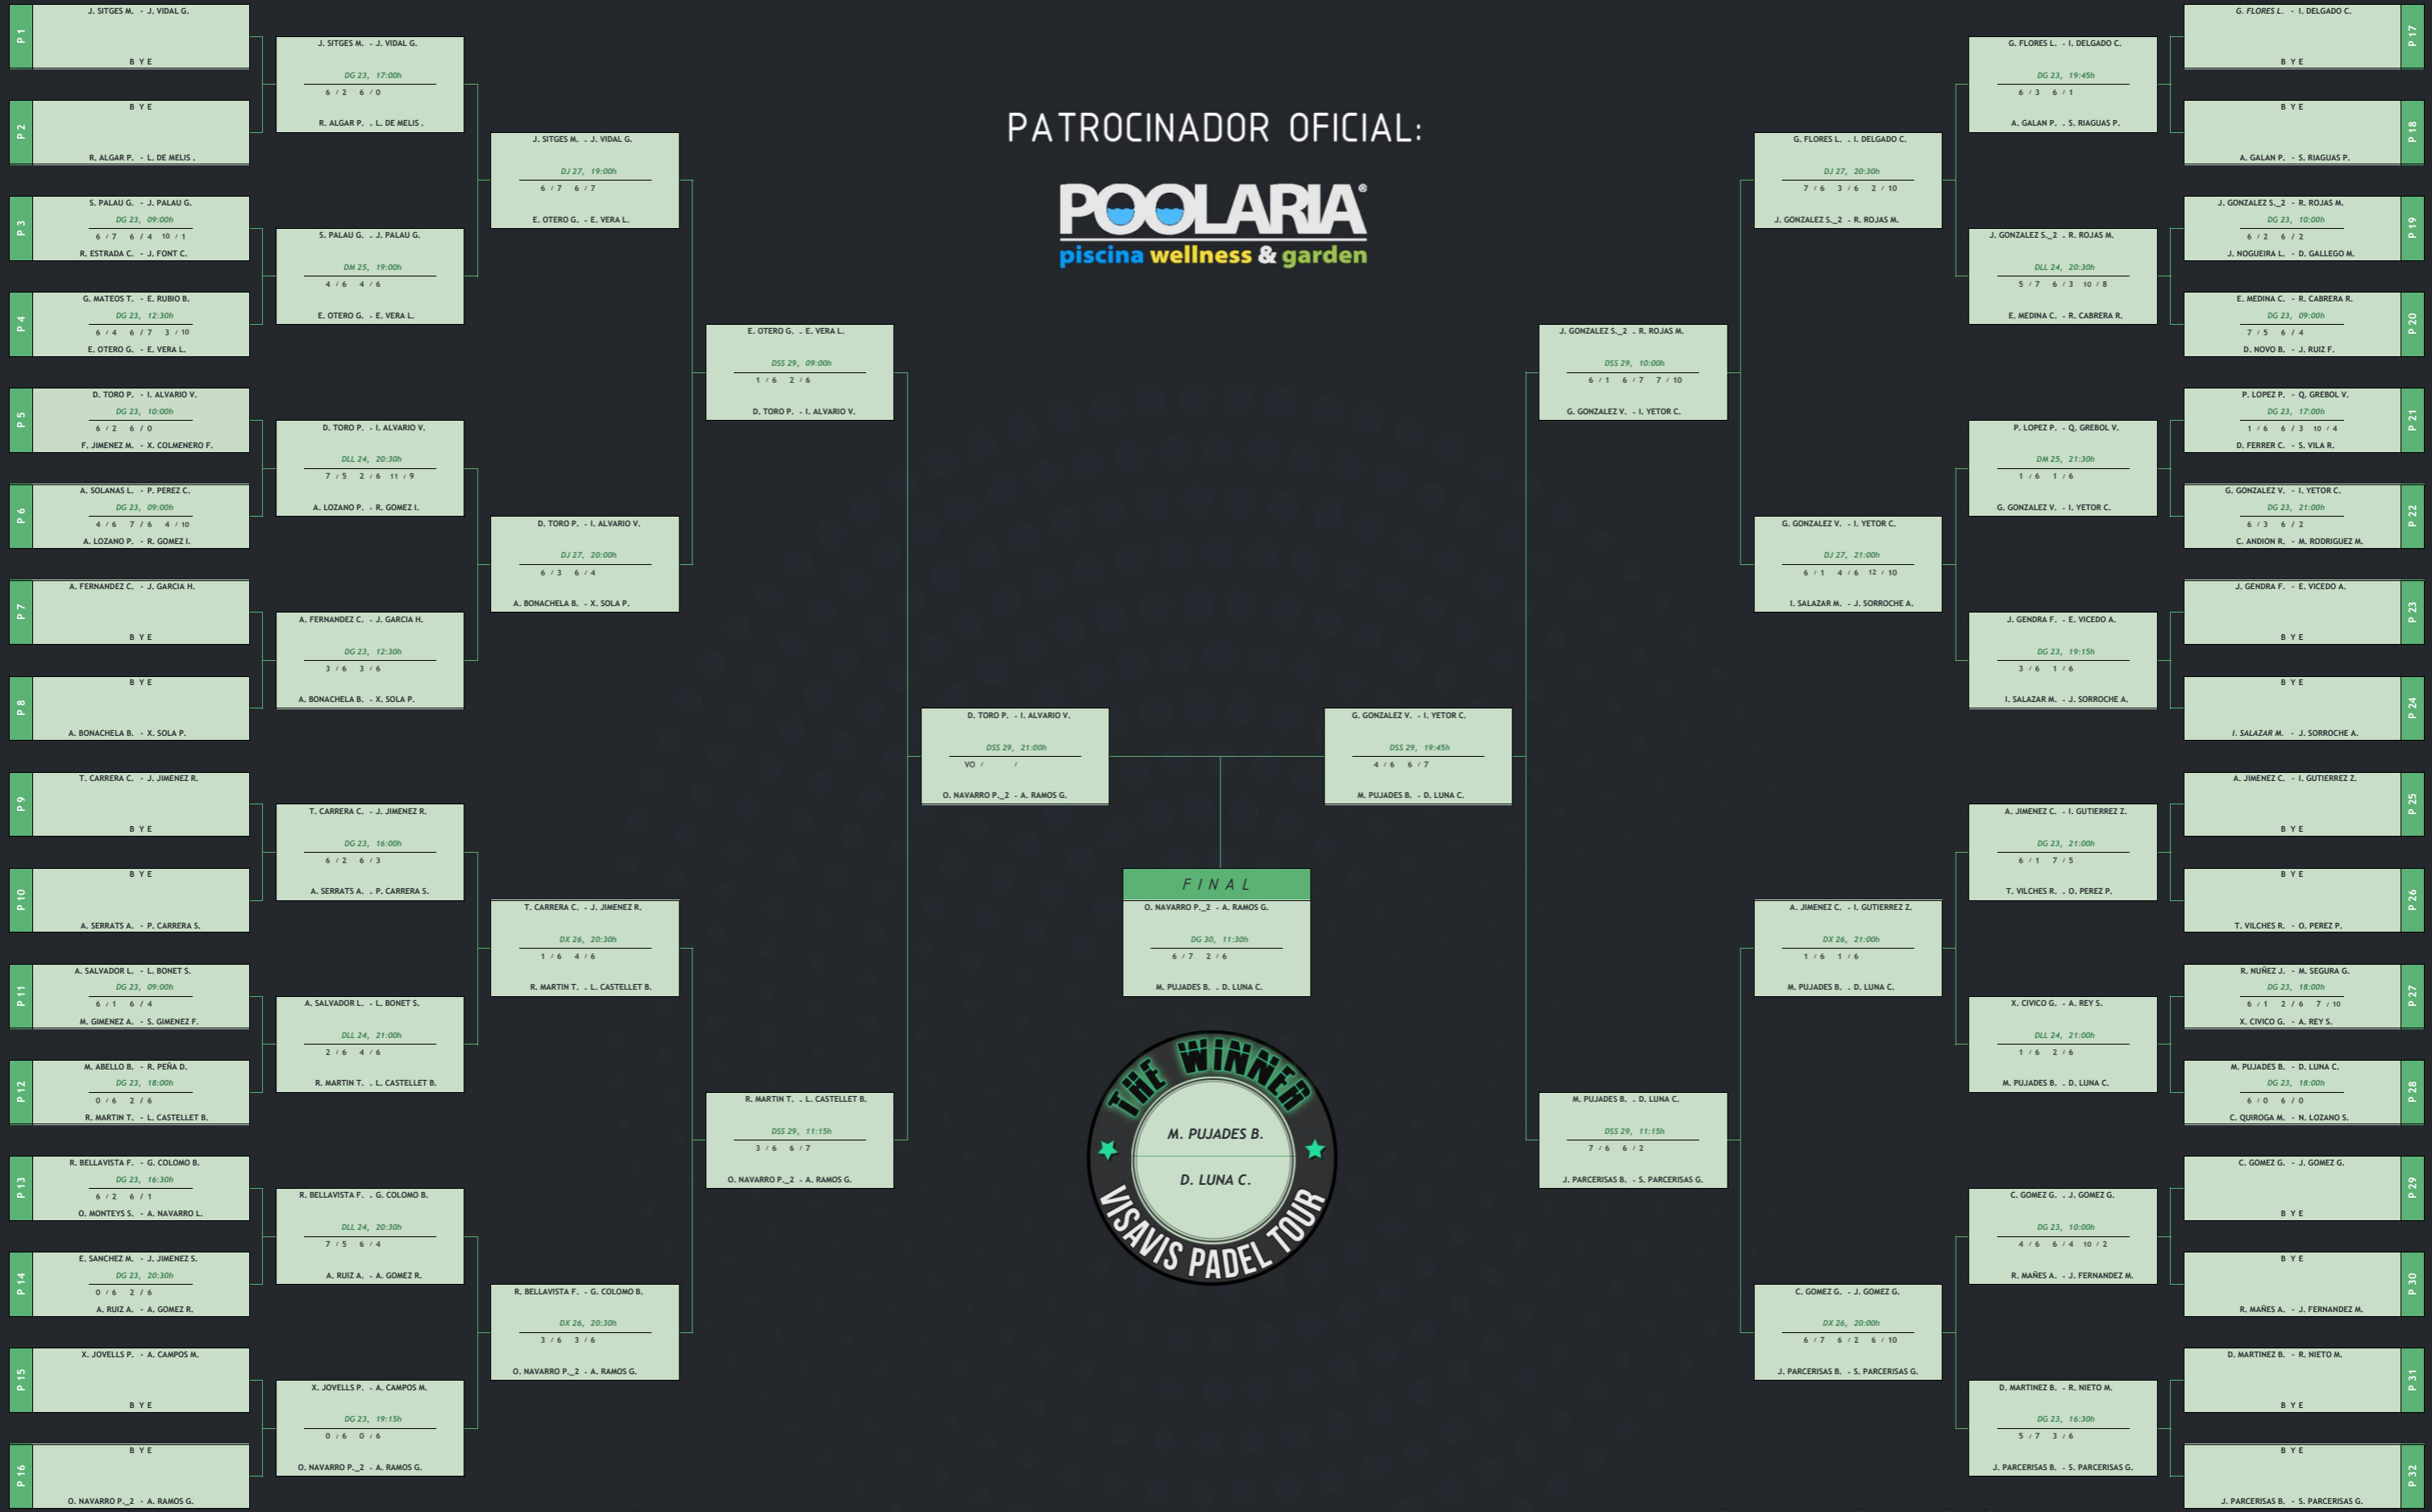 P 1
J. SITGES M. - J. VIDAL G.
B Y E
P 2
B Y E
R. ALGAR P. - L. DE MELIS .
P 3
S. PALAU G. - J. PALAU G.
DG 23, 09:00h
6 / 7 6 / 4 10 / 1
R. ESTRADA C. - J. FONT C.
P 4
G. MATEOS T. - E. RUBIO B.
DG 23, 12:30h
6 / 4 6 / 7 3 / 10
E. OTERO G. - E. VERA L.
P 5
D. TORO P. - I. ALVARIO V.
DG 23, 10:00h
6 / 2 6 / 0
F. JIMENEZ M. - X. COLMENERO F.
P 6
A. SOLANAS L. - P. PEREZ C.
DG 23, 09:00h
4 / 6 7 / 6 4 / 10
A. LOZANO P. - R. GOMEZ I.
P 7
A. FERNANDEZ C. - J. GARCIA H.
B Y E
P 8
B Y E
A. BONACHELA B. - X. SOLA P.
P 9
T. CARRERA C. - J. JIMENEZ R.
B Y E
P 10
B Y E
A. SERRATS A. - P. CARRERA S.
P 11
A. SALVADOR L. - L. BONET S.
DG 23, 09:00h
6 / 1 6 / 4
M. GIMENEZ A. - S. GIMENEZ F.
P 12
M. ABELLO B. - R. PEÑA D.
DG 23, 18:00h
0 / 6 2 / 6
R. MARTIN T. - L. CASTELLET B.
P 13
R. BELLAVISTA F. - G. COLOMO B.
DG 23, 16:30h
6 / 2 6 / 1
O. MONTEYS S. - A. NAVARRO L.
P 14
E. SANCHEZ M. - J. JIMENEZ S.
DG 23, 20:30h
0 / 6 2 / 6
A. RUIZ A. - A. GOMEZ R.
P 15
X. JOVELLS P. - A. CAMPOS M.
B Y E
P 16
B Y E
O. NAVARRO P._2 - A. RAMOS G.
J. SITGES M. - J. VIDAL G.
DG 23, 17:00h
6 / 2 6 / 0
R. ALGAR P. - L. DE MELIS .
S. PALAU G. - J. PALAU G.
DM 25, 19:00h
4 / 6 4 / 6
E. OTERO G. - E. VERA L.
D. TORO P. - I. ALVARIO V.
DLL 24, 20:30h
7 / 5 2 / 6 11 / 9
A. LOZANO P. - R. GOMEZ I.
A. FERNANDEZ C. - J. GARCIA H.
DG 23, 12:30h
3 / 6 3 / 6
A. BONACHELA B. - X. SOLA P.
T. CARRERA C. - J. JIMENEZ R.
DG 23, 16:00h
6 / 2 6 / 3
A. SERRATS A. - P. CARRERA S.
A. SALVADOR L. - L. BONET S.
DLL 24, 21:00h
2 / 6 4 / 6
R. MARTIN T. - L. CASTELLET B.
R. BELLAVISTA F. - G. COLOMO B.
DLL 24, 20:30h
7 / 5 6 / 4
A. RUIZ A. - A. GOMEZ R.
X. JOVELLS P. - A. CAMPOS M.
DG 23, 19:15h
0 / 6 0 / 6
O. NAVARRO P._2 - A. RAMOS G.
J. SITGES M. - J. VIDAL G.
DJ 27, 19:00h
6 / 7 6 / 7
E. OTERO G. - E. VERA L.
D. TORO P. - I. ALVARIO V.
DJ 27, 20:00h
6 / 3 6 / 4
A. BONACHELA B. - X. SOLA P.
T. CARRERA C. - J. JIMENEZ R.
DX 26, 20:30h
1 / 6 4 / 6
R. MARTIN T. - L. CASTELLET B.
R. BELLAVISTA F. - G. COLOMO B.
DX 26, 20:30h
3 / 6 3 / 6
O. NAVARRO P._2 - A. RAMOS G.
E. OTERO G. - E. VERA L.
DSS 29, 09:00h
1 / 6 2 / 6
D. TORO P. - I. ALVARIO V.
R. MARTIN T. - L. CASTELLET B.
DSS 29, 11:15h
3 / 6 6 / 7
O. NAVARRO P._2 - A. RAMOS G.
D. TORO P. - I. ALVARIO V.
DSS 29, 21:00h
VO / /
O. NAVARRO P._2 - A. RAMOS G.
PATROCINADOR OFICIAL:
POOLARIA®
piscina wellness & garden
FINAL
O. NAVARRO P._2 - A. RAMOS G.
DG 30, 11:30h
6 / 7 2 / 6
M. PUJADES B. - D. LUNA C.
THE WINNER
M. PUJADES B.
D. LUNA C.
VISAVIS PADEL TOUR
G. GONZALEZ V. - I. YETOR C.
DSS 29, 19:45h
4 / 6 6 / 7
M. PUJADES B. - D. LUNA C.
J. GONZALEZ S._2 - R. ROJAS M.
DSS 29, 10:00h
6 / 1 6 / 7 7 / 10
G. GONZALEZ V. - I. YETOR C.
M. PUJADES B. - D. LUNA C.
DSS 29, 11:15h
7 / 6 6 / 2
J. PARCERISAS B. - S. PARCERISAS G.
G. FLORES L. - I. DELGADO C.
DJ 27, 20:30h
7 / 6 3 / 6 2 / 10
J. GONZALEZ S._2 - R. ROJAS M.
G. GONZALEZ V. - I. YETOR C.
DJ 27, 21:00h
6 / 1 4 / 6 12 / 10
I. SALAZAR M. - J. SORROCHE A.
A. JIMENEZ C. - I. GUTIERREZ Z.
DX 26, 21:00h
1 / 6 1 / 6
M. PUJADES B. - D. LUNA C.
C. GOMEZ G. - J. GOMEZ G.
DX 26, 20:00h
6 / 7 6 / 2 6 / 10
J. PARCERISAS B. - S. PARCERISAS G.
G. FLORES L. - I. DELGADO C.
DG 23, 19:45h
6 / 3 6 / 1
A. GALAN P. - S. RIAGUAS P.
J. GONZALEZ S._2 - R. ROJAS M.
DLL 24, 20:30h
5 / 7 6 / 3 10 / 8
E. MEDINA C. - R. CABRERA R.
P. LOPEZ P. - Q. GREBOL V.
DM 25, 21:30h
1 / 6 1 / 6
G. GONZALEZ V. - I. YETOR C.
J. GENDRA F. - E. VICEDO A.
DG 23, 19:15h
3 / 6 1 / 6
I. SALAZAR M. - J. SORROCHE A.
A. JIMENEZ C. - I. GUTIERREZ Z.
DG 23, 21:00h
6 / 1 7 / 5
T. VILCHES R. - O. PEREZ P.
X. CIVICO G. - A. REY S.
DLL 24, 21:00h
1 / 6 2 / 6
M. PUJADES B. - D. LUNA C.
C. GOMEZ G. - J. GOMEZ G.
DG 23, 10:00h
4 / 6 6 / 4 10 / 2
R. MAÑES A. - J. FERNANDEZ M.
D. MARTINEZ B. - R. NIETO M.
DG 23, 16:30h
5 / 7 3 / 6
J. PARCERISAS B. - S. PARCERISAS G.
G. FLORES L. - I. DELGADO C.
B Y E
P 17
B Y E
A. GALAN P. - S. RIAGUAS P.
P 18
J. GONZALEZ S._2 - R. ROJAS M.
DG 23, 10:00h
6 / 2 6 / 2
J. NOGUEIRA L. - D. GALLEGO M.
P 19
E. MEDINA C. - R. CABRERA R.
DG 23, 09:00h
7 / 5 6 / 4
D. NOVO B. - J. RUIZ F.
P 20
P. LOPEZ P. - Q. GREBOL V.
DG 23, 17:00h
1 / 6 6 / 3 10 / 4
D. FERRER C. - S. VILA R.
P 21
G. GONZALEZ V. - I. YETOR C.
DG 23, 21:00h
6 / 3 6 / 2
C. ANDION R. - M. RODRIGUEZ M.
P 22
J. GENDRA F. - E. VICEDO A.
B Y E
P 23
B Y E
I. SALAZAR M. - J. SORROCHE A.
P 24
A. JIMENEZ C. - I. GUTIERREZ Z.
B Y E
P 25
B Y E
T. VILCHES R. - O. PEREZ P.
P 26
R. NUÑEZ J. - M. SEGURA G.
DG 23, 18:00h
6 / 1 2 / 6 7 / 10
X. CIVICO G. - A. REY S.
P 27
M. PUJADES B. - D. LUNA C.
DG 23, 18:00h
6 / 0 6 / 0
C. QUIROGA M. - N. LOZANO S.
P 28
C. GOMEZ G. - J. GOMEZ G.
B Y E
P 29
B Y E
R. MAÑES A. - J. FERNANDEZ M.
P 30
D. MARTINEZ B. - R. NIETO M.
B Y E
P 31
B Y E
J. PARCERISAS B. - S. PARCERISAS G.
P 32